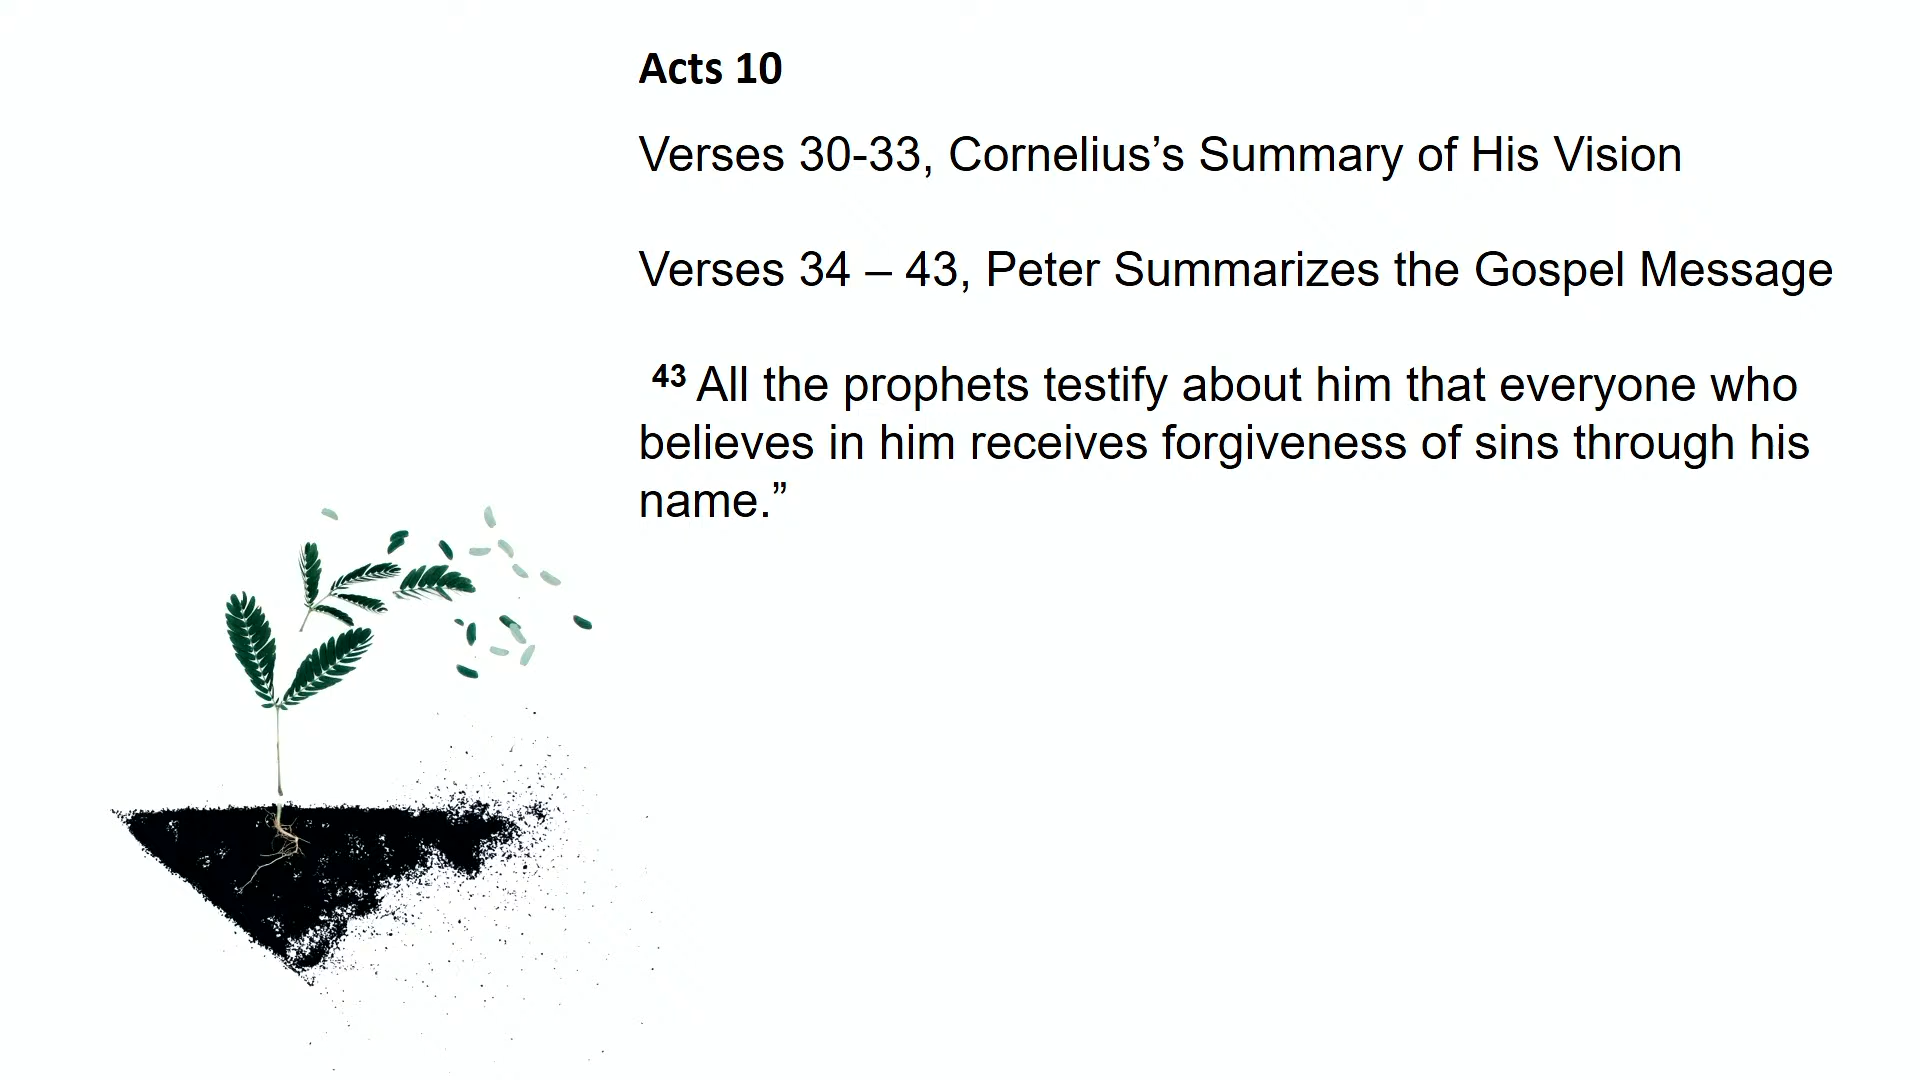 Acts 10
Verses 30-33, Cornelius’s Summary of His Vision
Verses 34 – 43, Peter Summarizes the Gospel Message
43 All the prophets testify about him that everyone who
believes in him receives forgiveness of sins through his
name.”